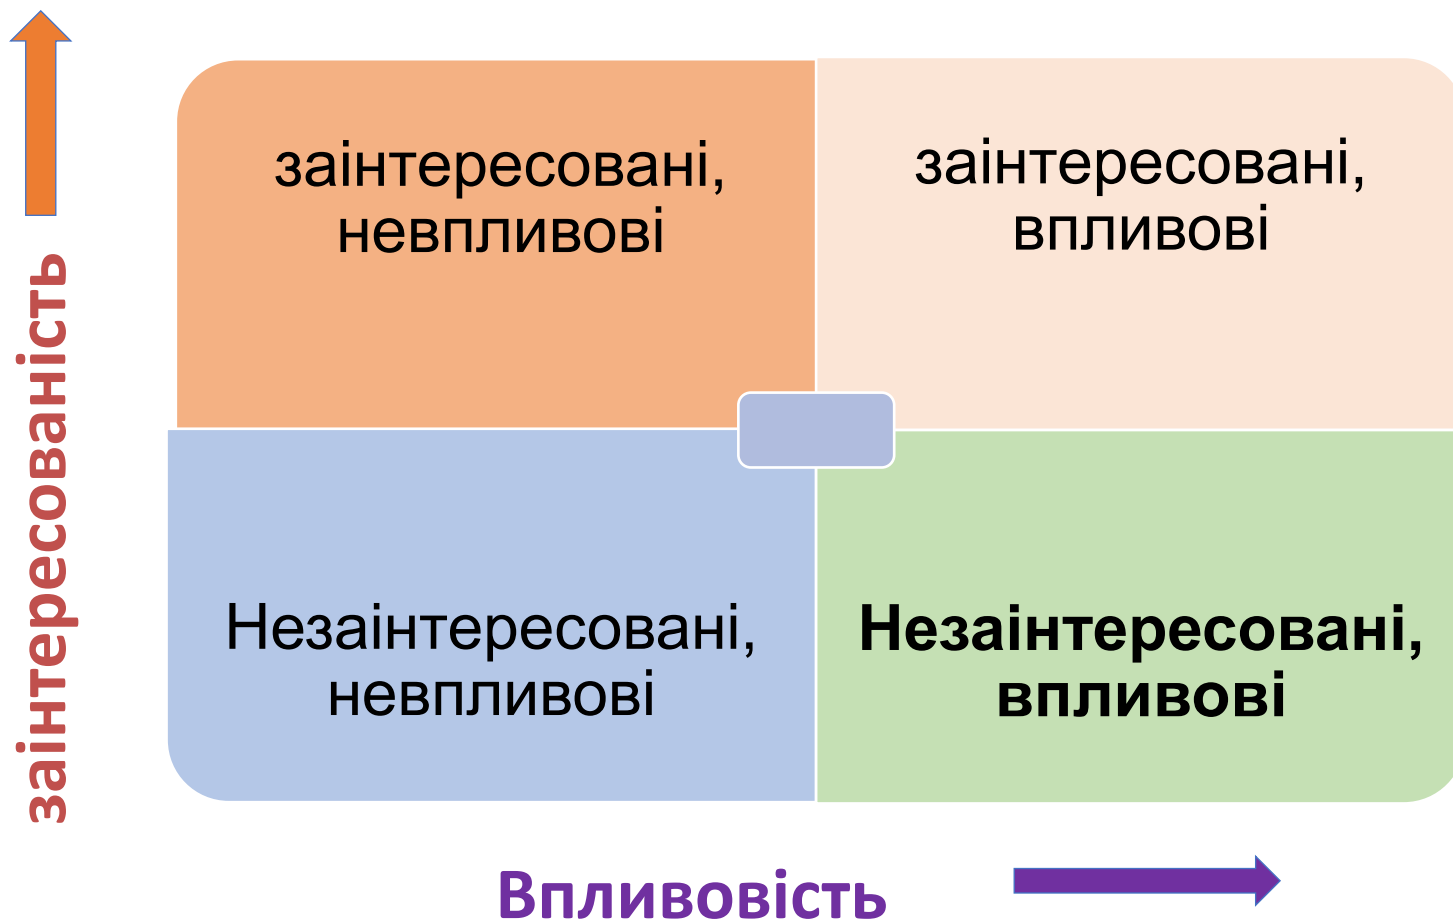 заінтересованість
заінтересовані,
невпливові
заінтересовані,
впливові
Незаінтересовані,
невпливові
Незаінтересовані,
впливові
Впливовість